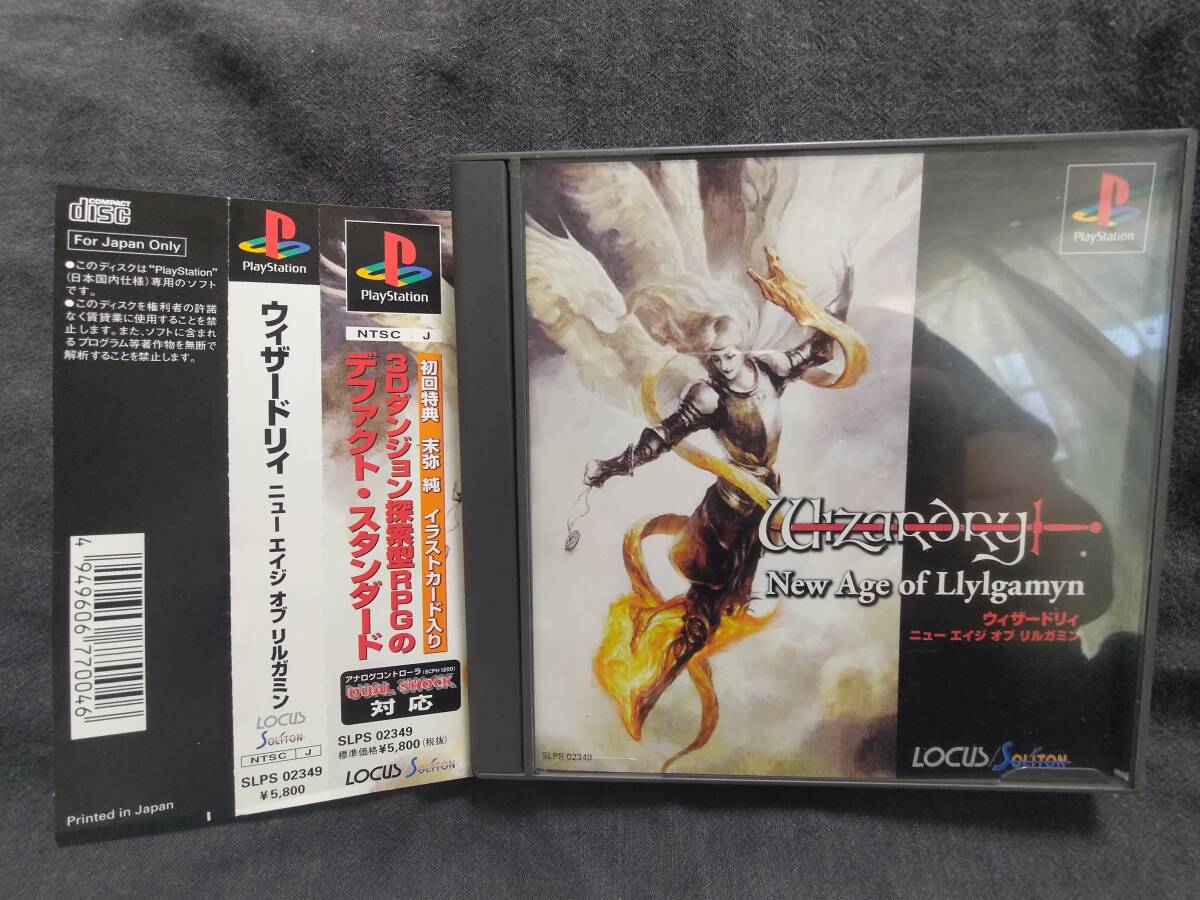 COMPACT
disc
For Japan Only
●このディスクは"PlayStation"
(日本国内仕様)専用のソフト
です。
●このディスクを権利者の許諾
なく賃貸業に使用することを禁
止します。また、ソフトに含まれ
るプログラム等著作物を無断で
解析することを禁止します。
4 949606 770046
Printed in Japan
PlayStation
ウィザードリィ ニュー エイジ オブ リルガミン
LOCUS
SOLITON
NTSC J
SLPS 02349
¥5,800
PlayStation
NTSC J
初回特典 末弥 純 イラストカード入り
3Dダンジョン探索型RPGの
デファクト・スタンダード
アナログコントローラ(SCPH 1200)
DUAL SHOCK
対応
SLPS 02349
標準価格¥5,800(税抜)
LOCUS SOLITON
PlayStation
Wizardry
New Age of Llylgamyn
ウィザードリィ
ニュー エイジ オブ リルガミン
SLPS 02349
LOCUS/SOLITON